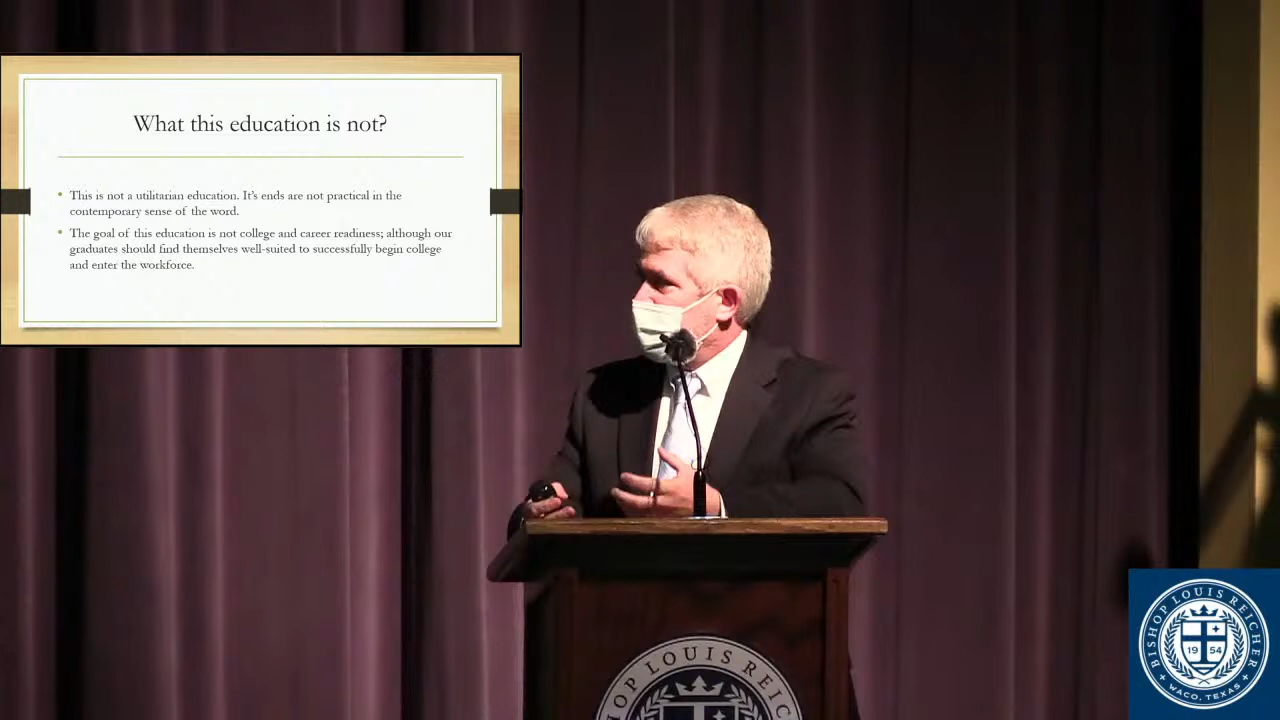 What this education is not?
• This is not a utilitarian education. It's ends are not practical in the
contemporary sense of the word.
• The goal of this education is not college and career readiness; although our
graduates should find themselves well-suited to successfully begin college
and enter the workforce.
BISHOP LOUIS REICHER
19 54
WACO, TEXAS
LOUIS